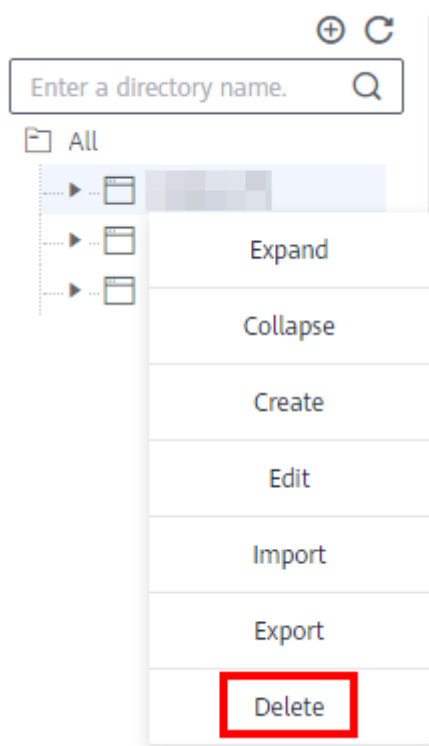 Enter a directory name.
All
Expand
Collapse
Create
Edit
Import
Export
Delete